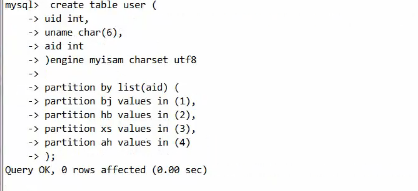 mysql>  create table user (
    -> uid int,
    -> uname char(6),
    -> aid int
    -> )engine myisam charset utf8
    ->
    -> partition by list(aid) (
    -> partition bj values in (1),
    -> partition hb values in (2),
    -> partition xs values in (3),
    -> partition ah values in (4)
    -> );
Query OK, 0 rows affected (0.00 sec)